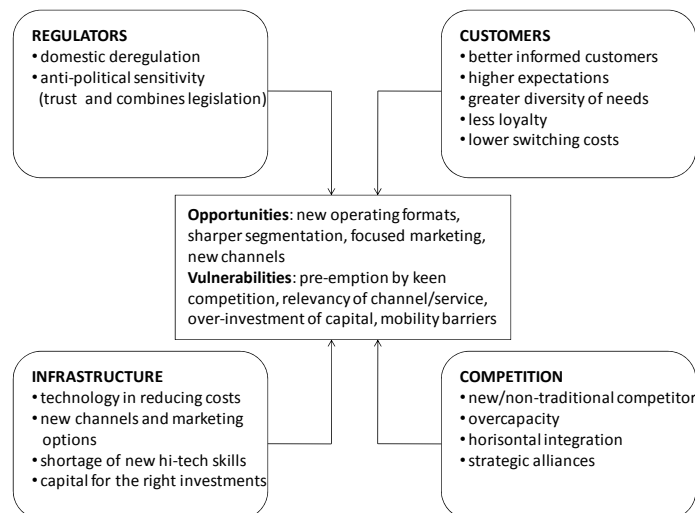 REGULATORS
• domestic deregulation
• anti-political sensitivity
(trust and combines legislation)
CUSTOMERS
• better informed customers
• higher expectations
• greater diversity of needs
• less loyalty
• lower switching costs
Opportunities: new operating formats,
sharper segmentation, focused marketing,
new channels
Vulnerabilities: pre-emption by keen
competition, relevancy of channel/service,
over-investment of capital, mobility barriers
INFRASTRUCTURE
• technology in reducing costs
• new channels and marketing
options
• shortage of new hi-tech skills
• capital for the right investments
COMPETITION
• new/non-traditional competitor
• overcapacity
• horisontal integration
• strategic alliances